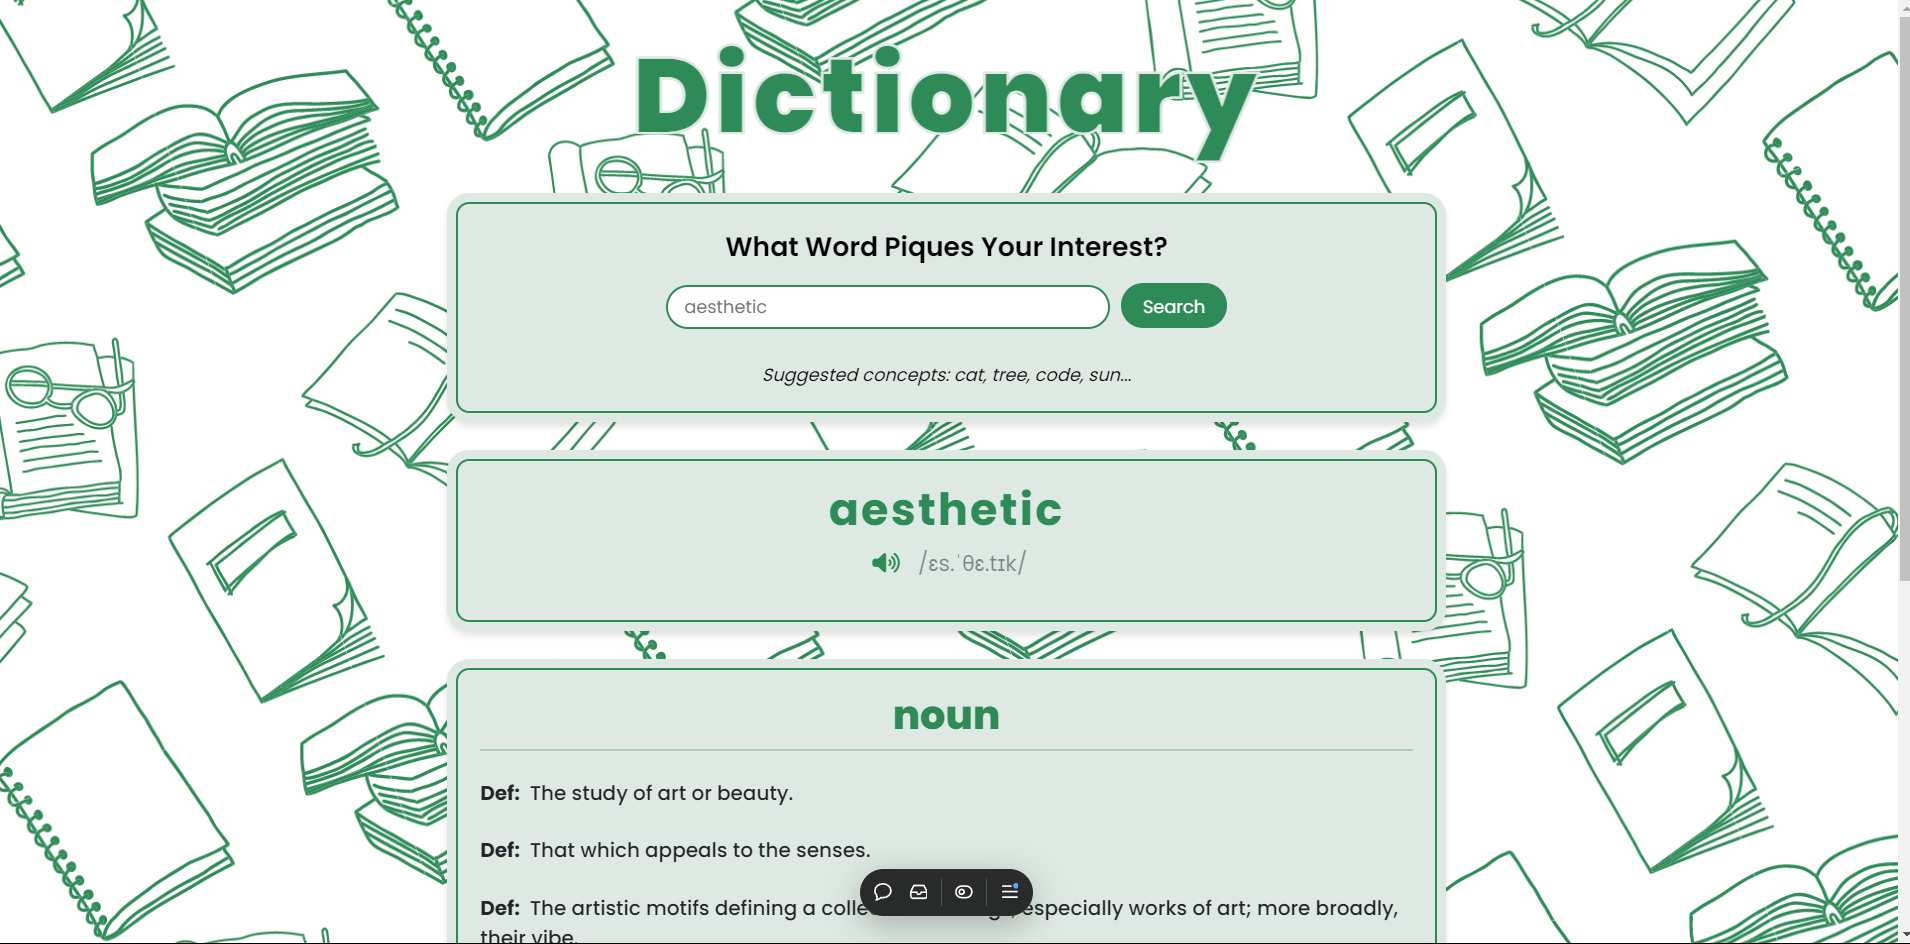 Dictionary
What Word Piques Your Interest?
aesthetic
Search
Suggested concepts: cat, tree, code, sun...
aesthetic
/ɛs.ˈθɛ.tɪk/
noun
Def: The study of art or beauty.
Def: That which appeals to the senses.
Def: The artistic motifs defining a especially works of art; more broadly,
their vibe.